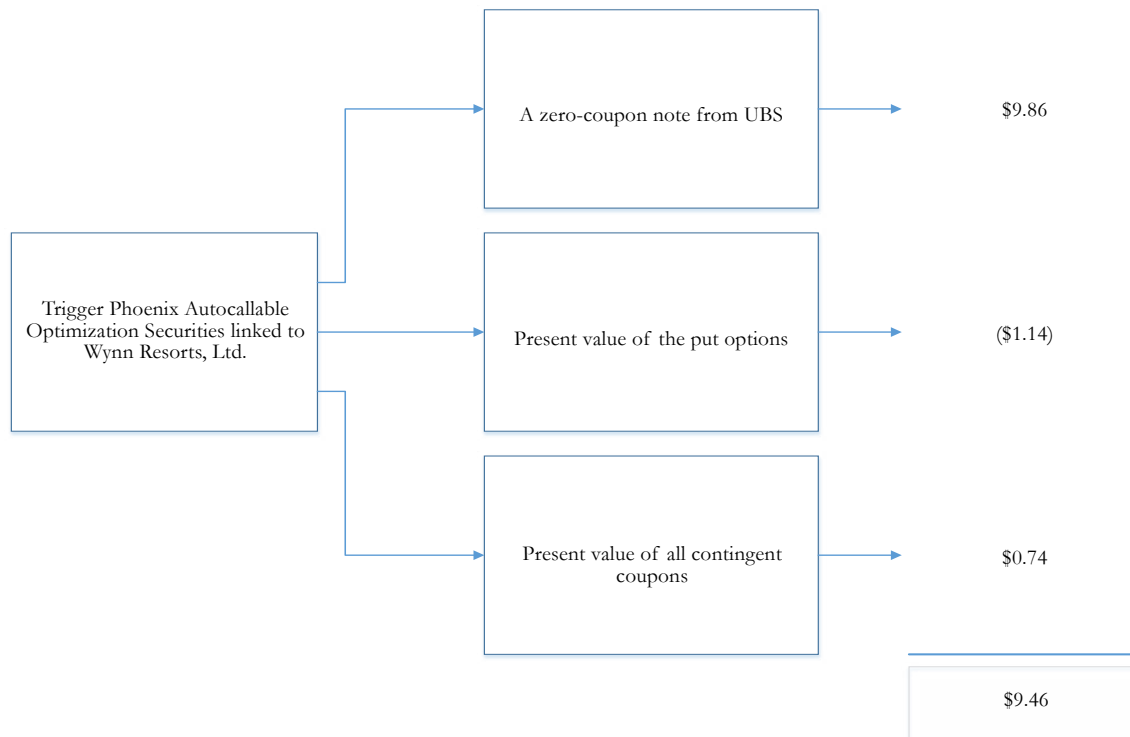 A zero-coupon note from UBS
$9.86
Trigger Phoenix Autocallable
Optimization Securities linked to
Wynn Resorts, Ltd.
Present value of the put options
($1.14)
Present value of all contingent
coupons
$0.74
$9.46